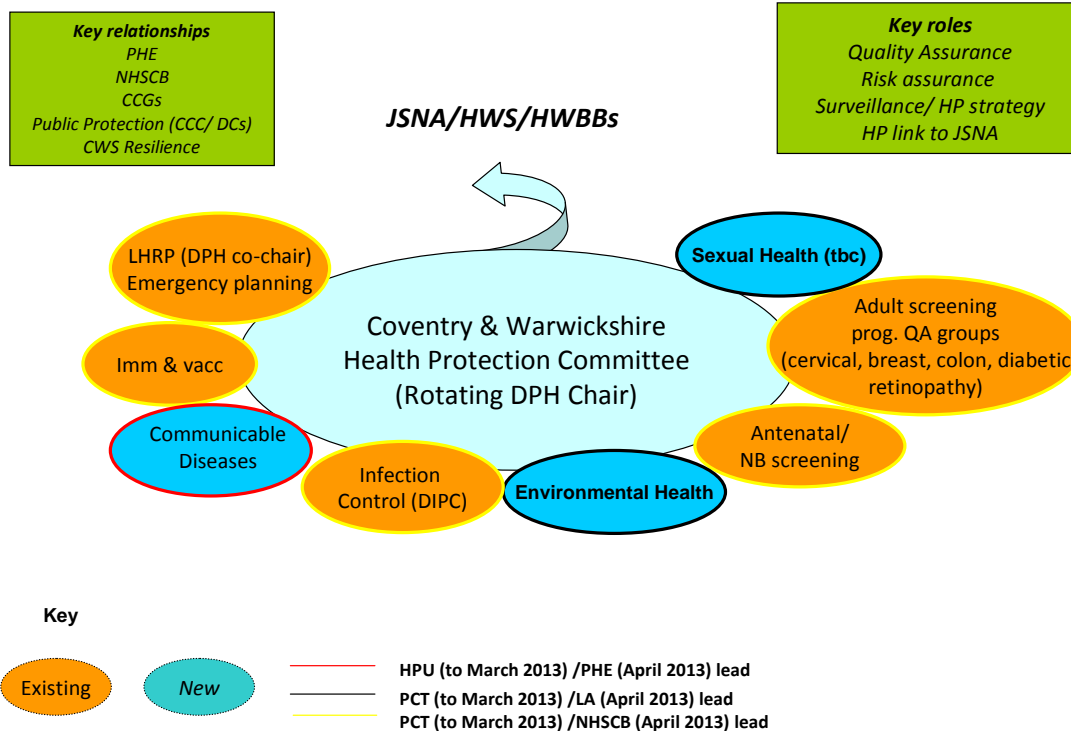 Key relationships
PHE
NHSCB
CCGs
Public Protection (CCC/ DCs)
CWS Resilience
Key roles
Quality Assurance
Risk assurance
Surveillance/ HP strategy
HP link to JSNA
JSNA/HWS/HWBBs
LHRP (DPH co-chair)
Emergency planning
Sexual Health (tbc)
Adult screening
prog. QA groups
(cervical, breast, colon, diabetic
retinopathy)
Coventry & Warwickshire
Health Protection Committee
(Rotating DPH Chair)
Imm & vacc
Communicable
Diseases
Antenatal/
NB screening
Infection
Control (DIPC)
Environmental Health
Key
Existing
New
HPU (to March 2013) /PHE (April 2013) lead
PCT (to March 2013) /LA (April 2013) lead
PCT (to March 2013) /NHSCB (April 2013) lead